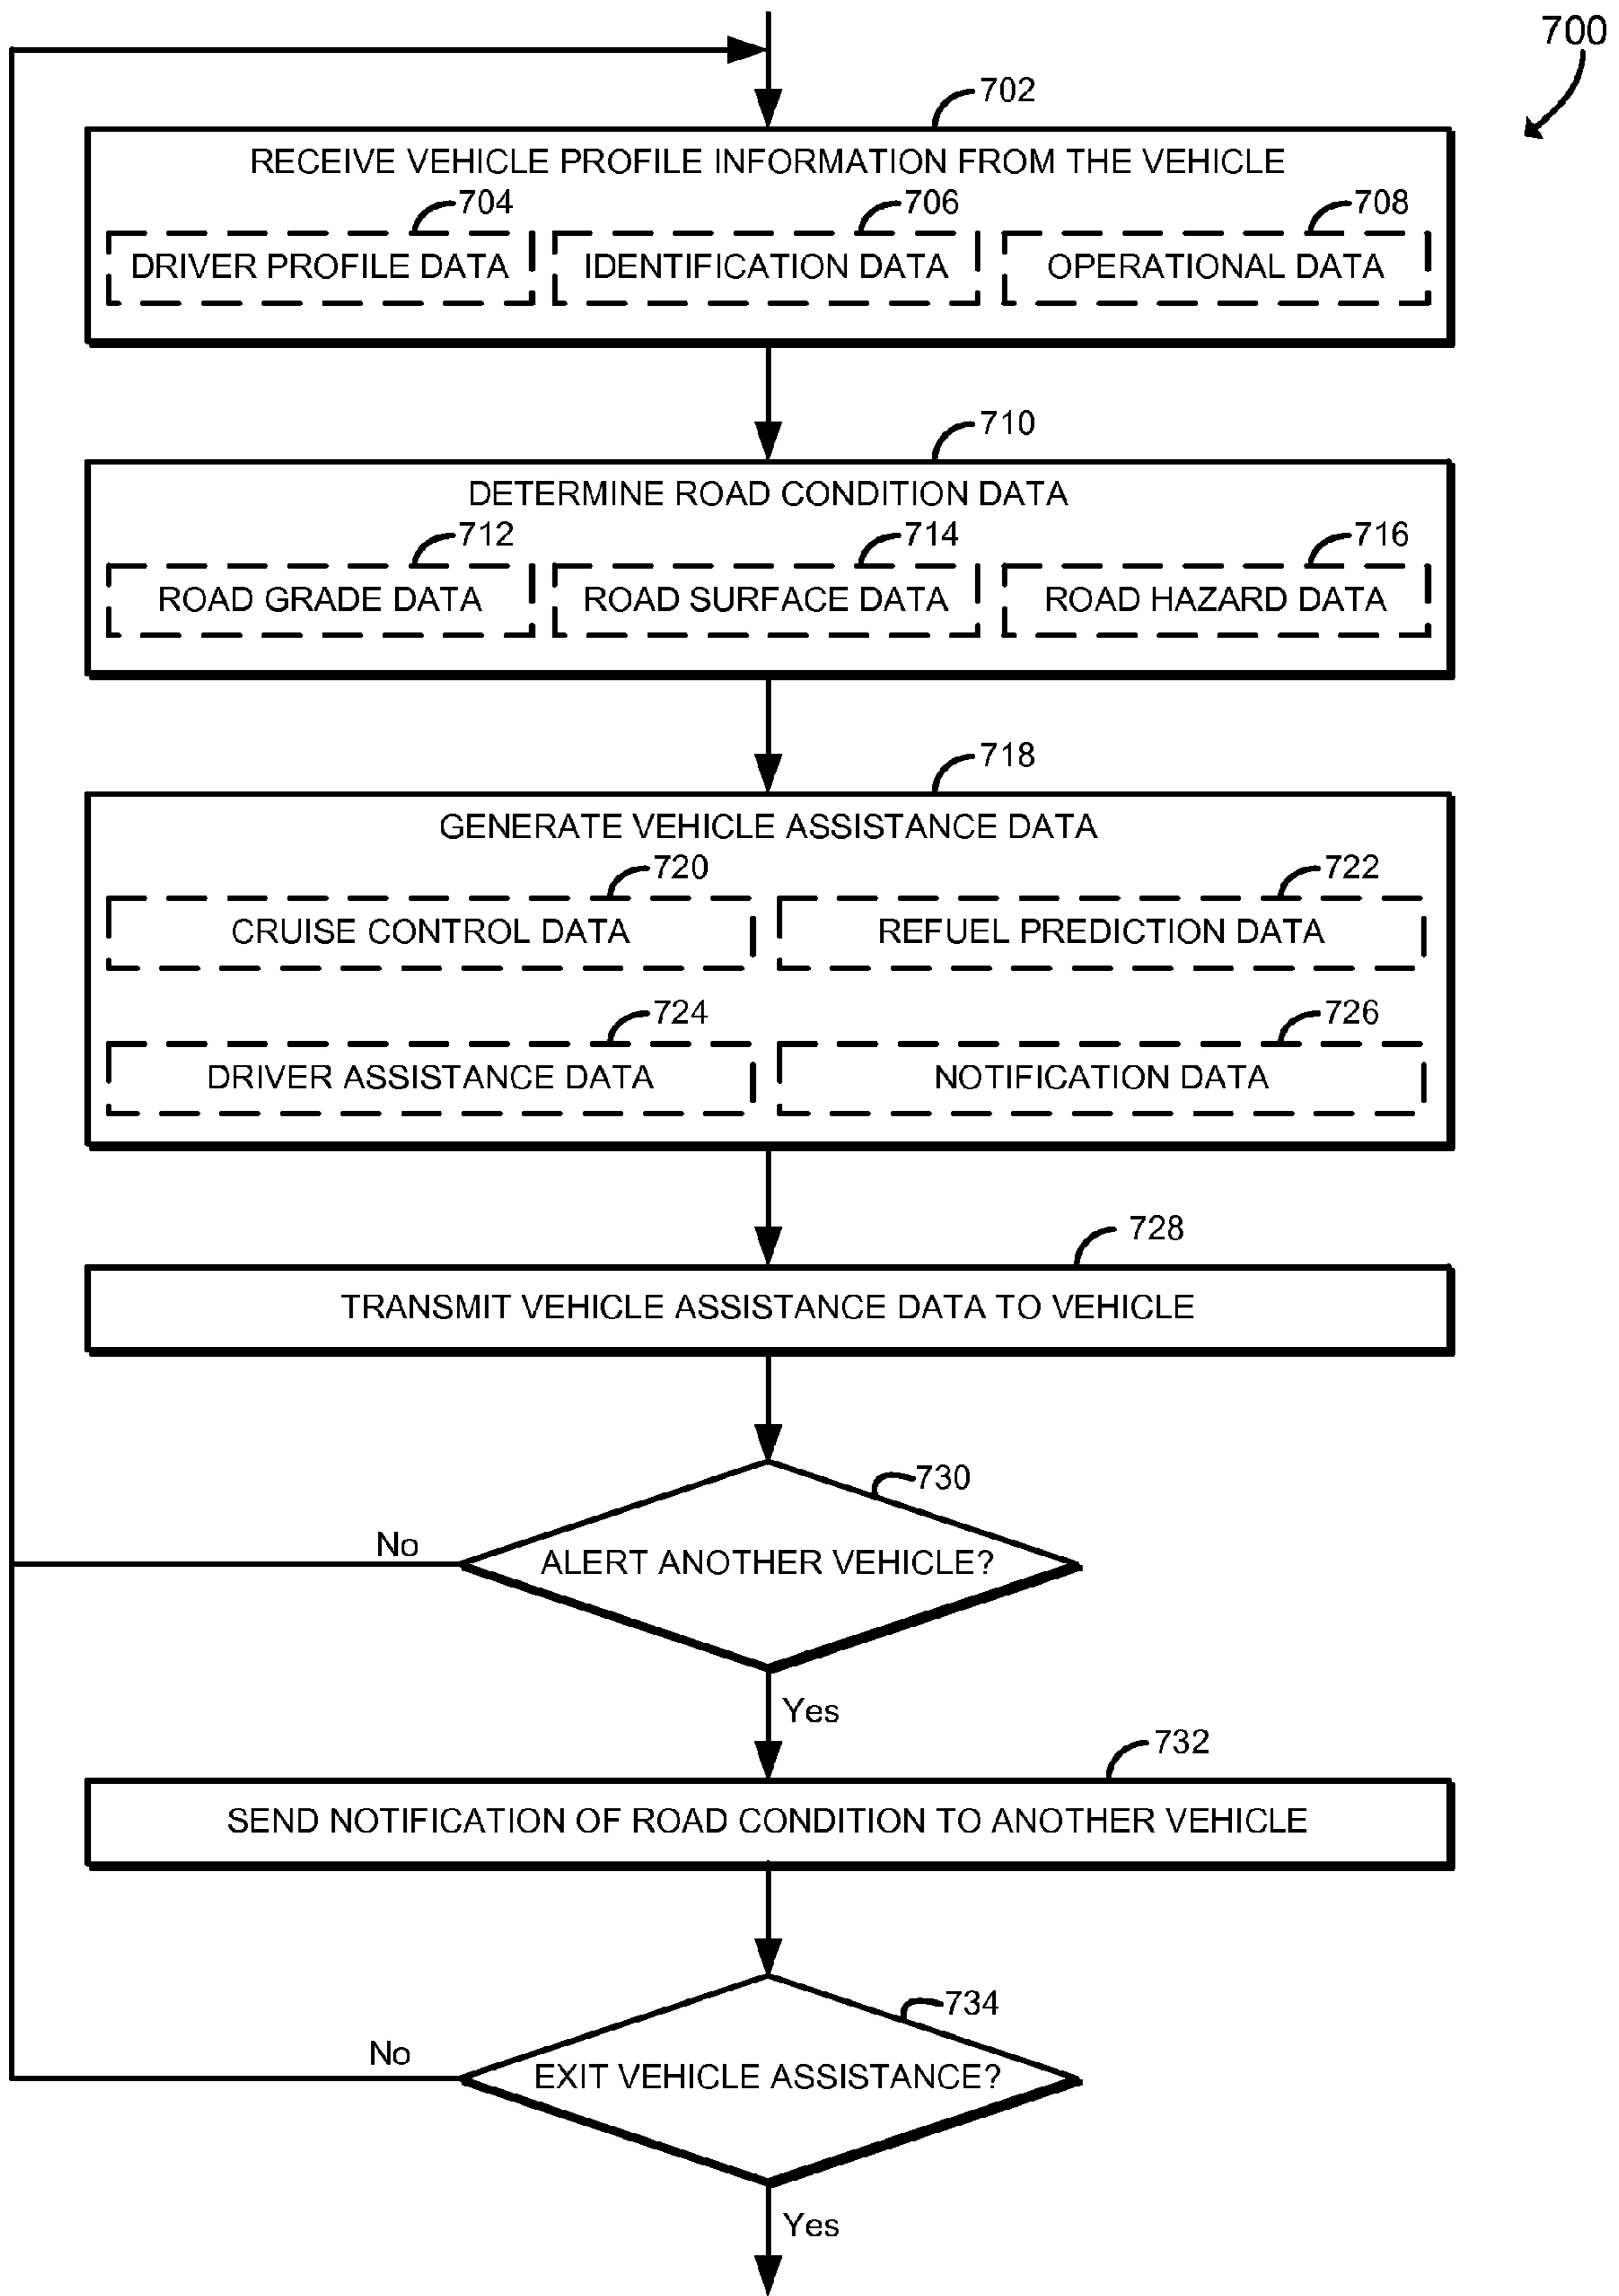 700
702
RECEIVE VEHICLE PROFILE INFORMATION FROM THE VEHICLE
704
706
708
DRIVER PROFILE DATA
IDENTIFICATION DATA
OPERATIONAL DATA
710
DETERMINE ROAD CONDITION DATA
712
714
716
ROAD GRADE DATA
ROAD SURFACE DATA
ROAD HAZARD DATA
718
GENERATE VEHICLE ASSISTANCE DATA
720
722
CRUISE CONTROL DATA
REFUEL PREDICTION DATA
724
726
DRIVER ASSISTANCE DATA
NOTIFICATION DATA
728
TRANSMIT VEHICLE ASSISTANCE DATA TO VEHICLE
730
No
ALERT ANOTHER VEHICLE?
Yes
732
SEND NOTIFICATION OF ROAD CONDITION TO ANOTHER VEHICLE
734
No
EXIT VEHICLE ASSISTANCE?
Yes